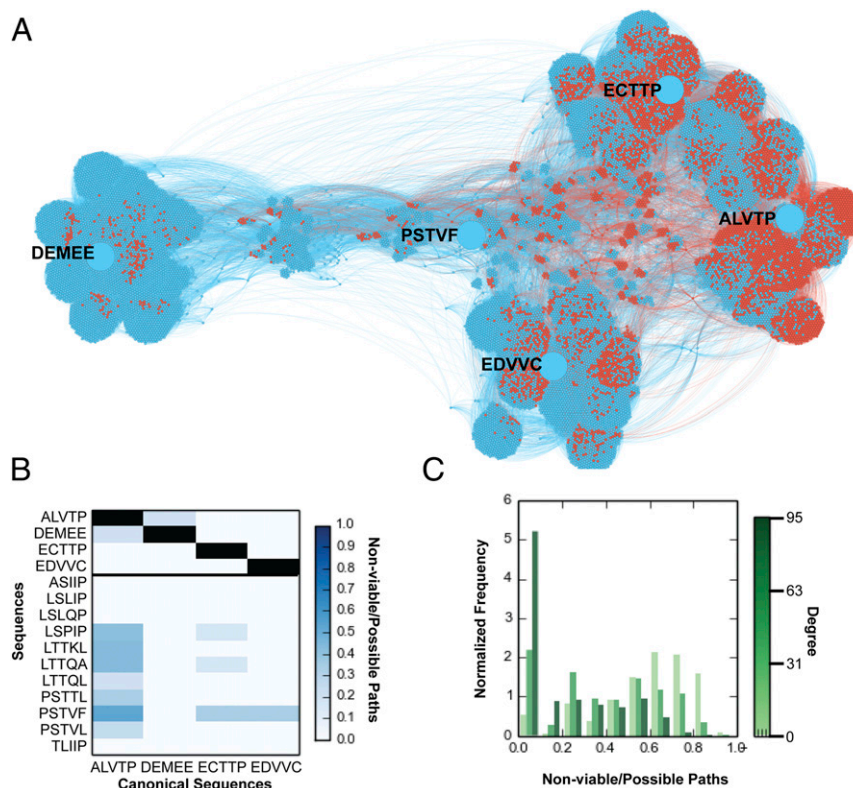 A
ECTTP
ALVTP
PSTVF
DEMEE
EDVVC
B
C
ALVTP
DEMEE
ECTTP
EDVVC
ASIIP
LSLIP
LSLQP
LSPIP
LTTKL
LTTQA
LTTQL
PSTTL
PSTVF
PSTVL
TLIIP
Sequences
ALVTP DEMEE ECTTP EDVVC
Canonical Sequences
1.0
0.9
0.8
0.7
0.6
0.5
0.4
0.3
0.2
0.1
0.0
Non-viable/Possible Paths
6
5
4
3
2
1
0
Normalized Frequency
0.0 0.2 0.4 0.6 0.8 1.0
Non-viable/Possible Paths
95
63
31
0
Degree